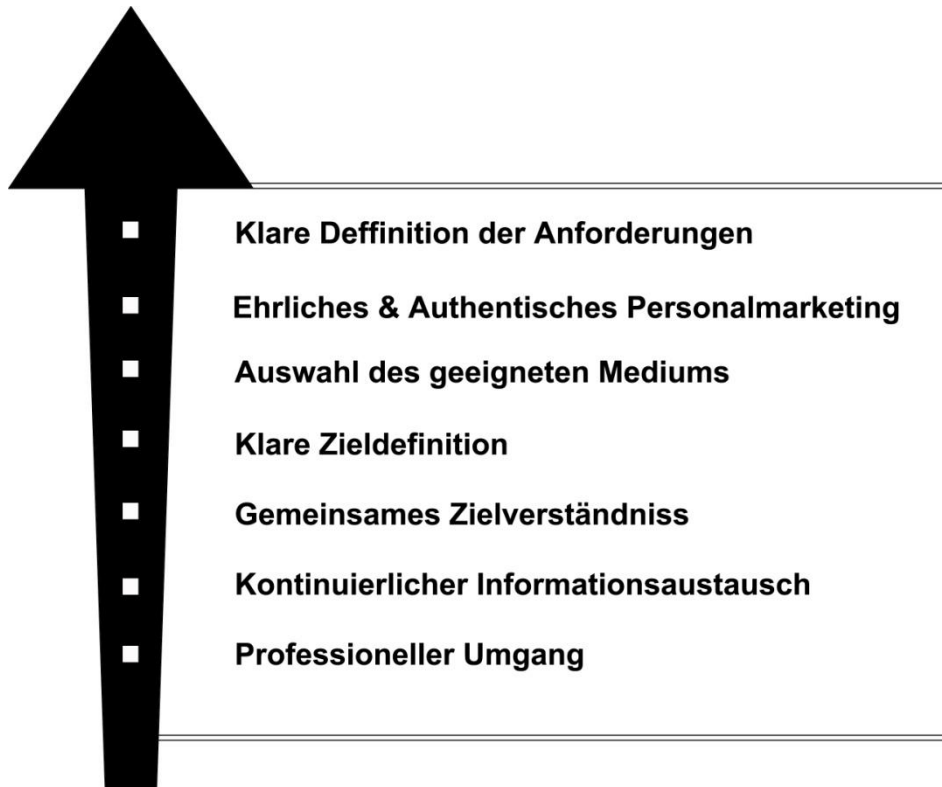 Klare Deffinition der Anforderungen
Ehrliches & Authentisches Personalmarketing
Auswahl des geeigneten Mediums
Klare Zieldefinition
Gemeinsames Zielverständniss
Kontinuierlicher Informationsaustausch
Professioneller Umgang